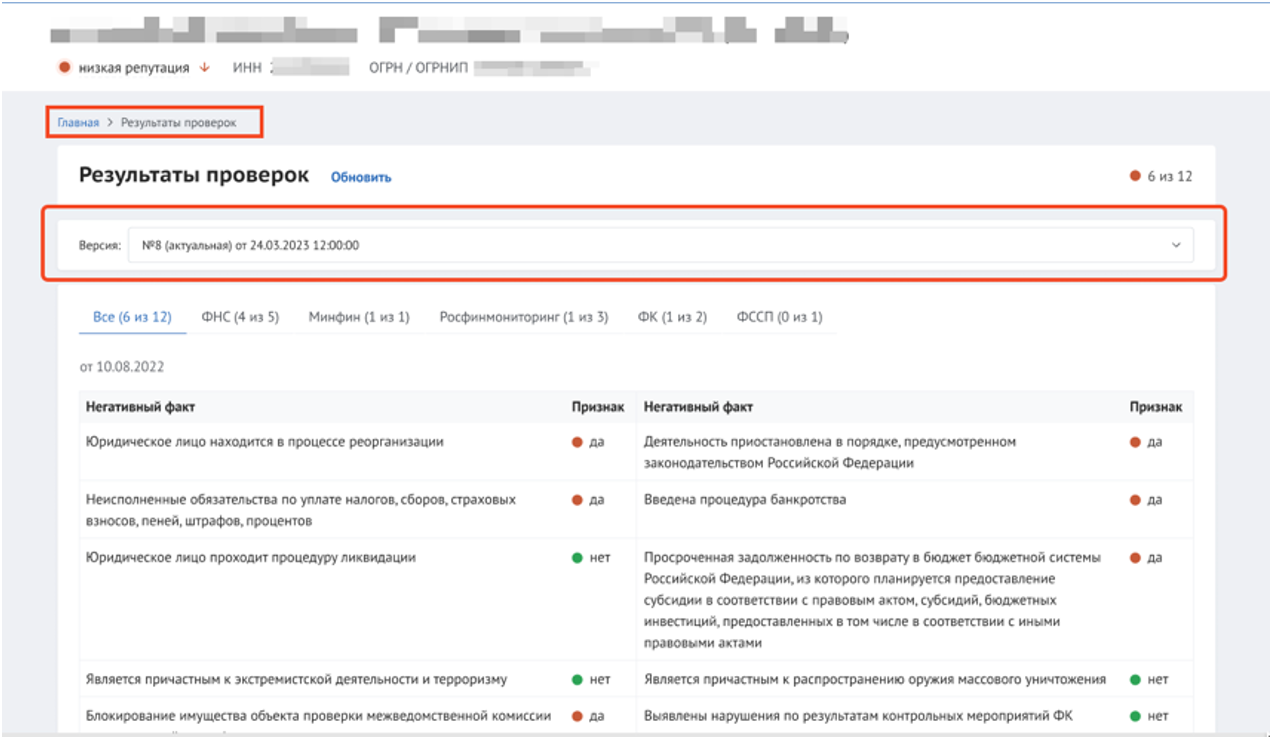 низкая репутация ↓ ИНН ОГРН / ОГРНИП
Главная > Результаты проверок
Результаты проверок Обновить 6 из 12
Версия: №8 (актуальная) от 24.03.2023 12:00:00
Все (6 из 12) ФНС (4 из 5) Минфин (1 из 1) Росфинмониторинг (1 из 3) ФК (1 из 2) ФССП (0 из 1)
от 10.08.2022
Негативный факт Признак Негативный факт Признак
Юридическое лицо находится в процессе реорганизации да Деятельность приостановлена в порядке, предусмотренном да
законодательством Российской Федерации
Неисполненные обязательства по уплате налогов, сборов, страховых да Введена процедура банкротства да
взносов, пеней, штрафов, процентов
Юридическое лицо проходит процедуру ликвидации нет Просроченная задолженность по возврату в бюджет бюджетной системы да
Российской Федерации, из которого планируется предоставление
субсидии в соответствии с правовым актом, субсидий, бюджетных
инвестиций, предоставленных в том числе в соответствии с иными
правовыми актами
Является причастным к экстремистской деятельности и терроризму нет Является причастным к распространению оружия массового уничтожения нет
Блокирование имущества объекта проверки межведомственной комиссии да Выявлены нарушения по результатам контрольных мероприятий ФК нет